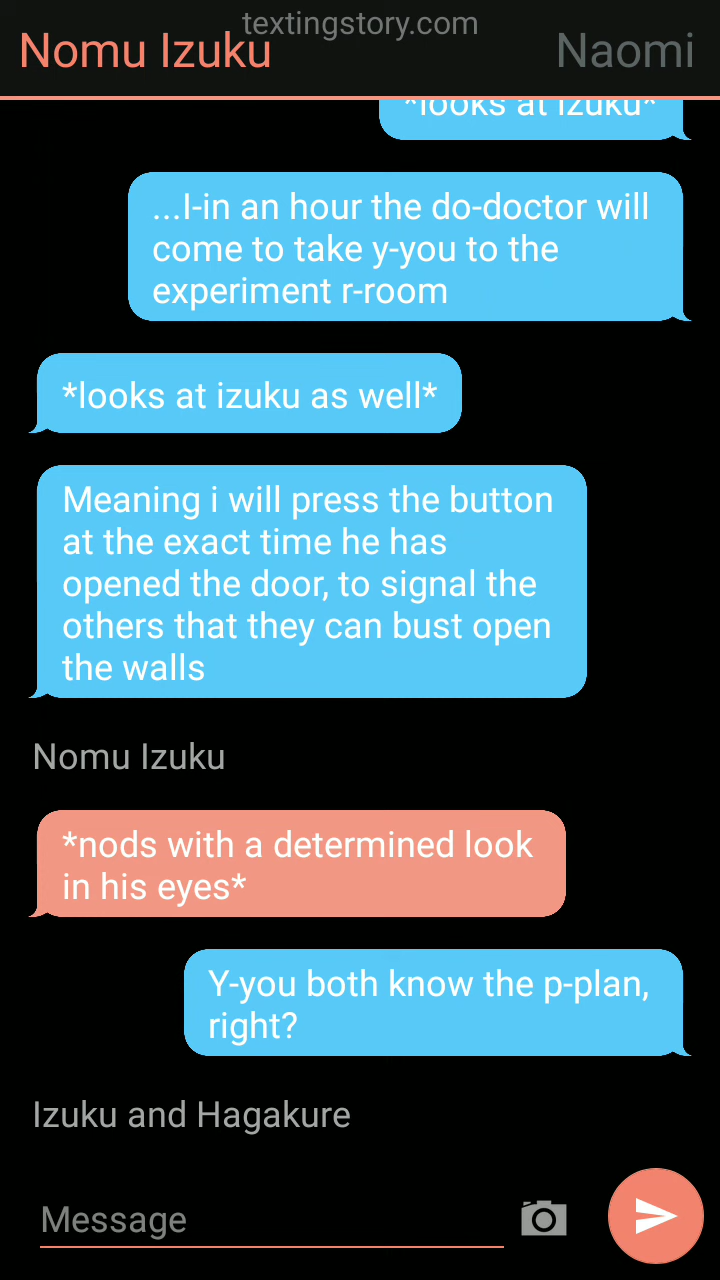 textingstory.com
Nomu Izuku
Naomi
*looks at izuku*
...I-in an hour the do-doctor will
come to take y-you to the
experiment r-room
*looks at izuku as well*
Meaning i will press the button
at the exact time he has
opened the door, to signal the
others that they can bust open
the walls
Nomu Izuku
*nods with a determined look
in his eyes*
Y-you both know the p-plan,
right?
Izuku and Hagakure
Message